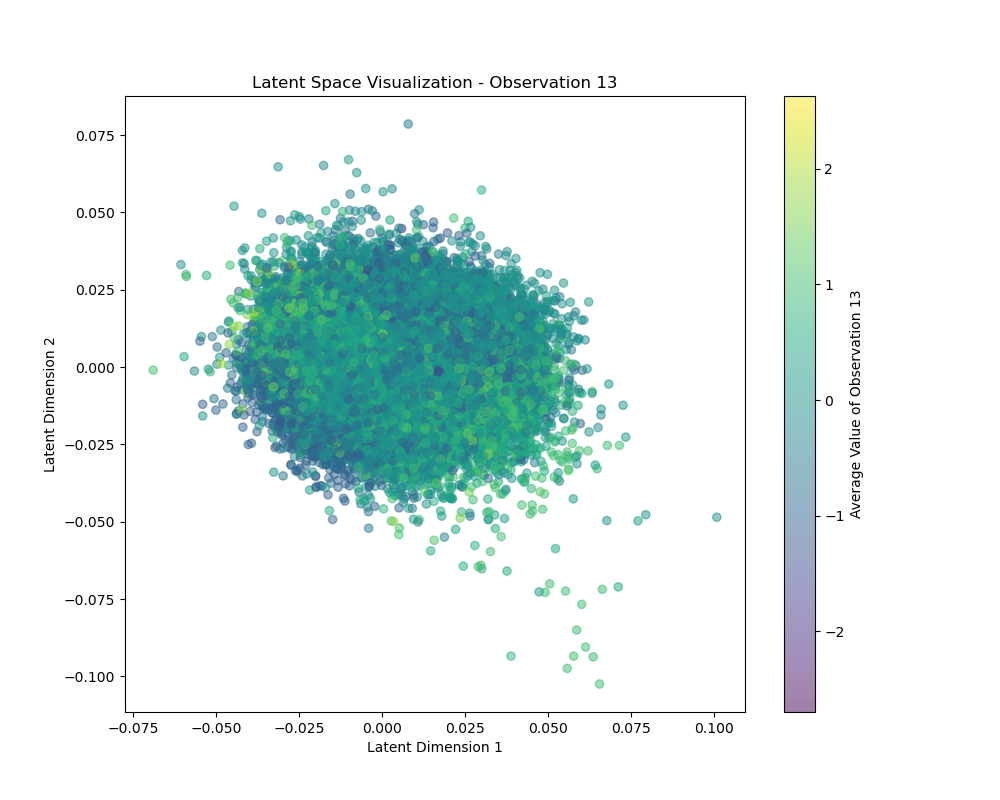 Latent Space Visualization - Observation 13
0.075
0.050
0.025
0.000
−0.025
−0.050
−0.075
−0.100
Latent Dimension 2
−0.075 −0.050 −0.025 0.000 0.025 0.050 0.075 0.100
Latent Dimension 1
2
1
0
−1
−2
Average Value of Observation 13